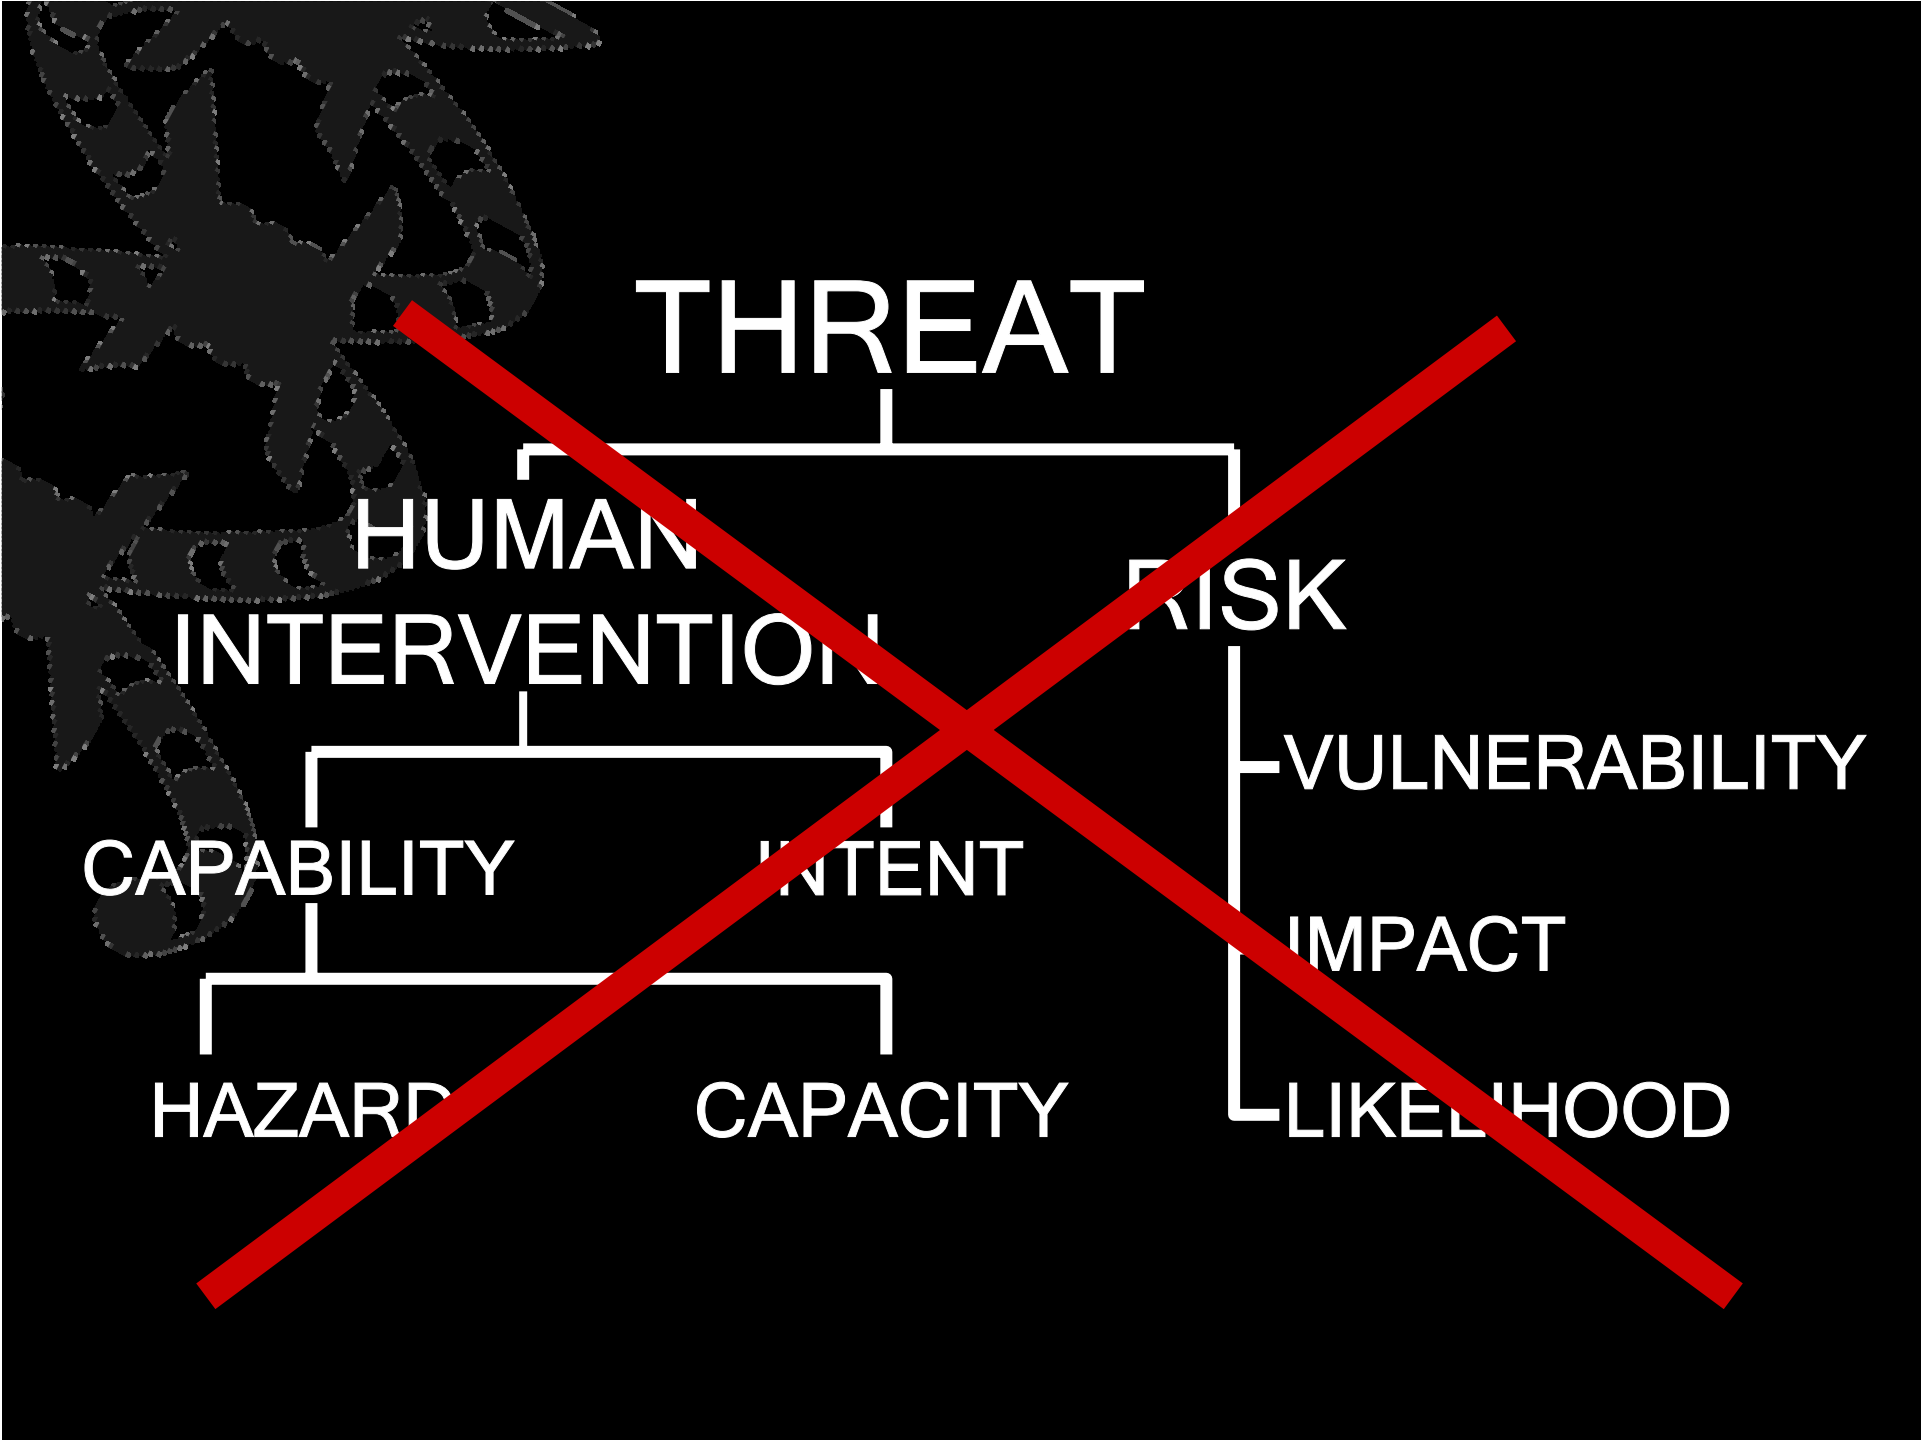 THREAT
HUMAN
INTERVENTION
RISK
VULNERABILITY
CAPABILITY
INTENT
IMPACT
HAZARD
CAPACITY
LIKELIHOOD